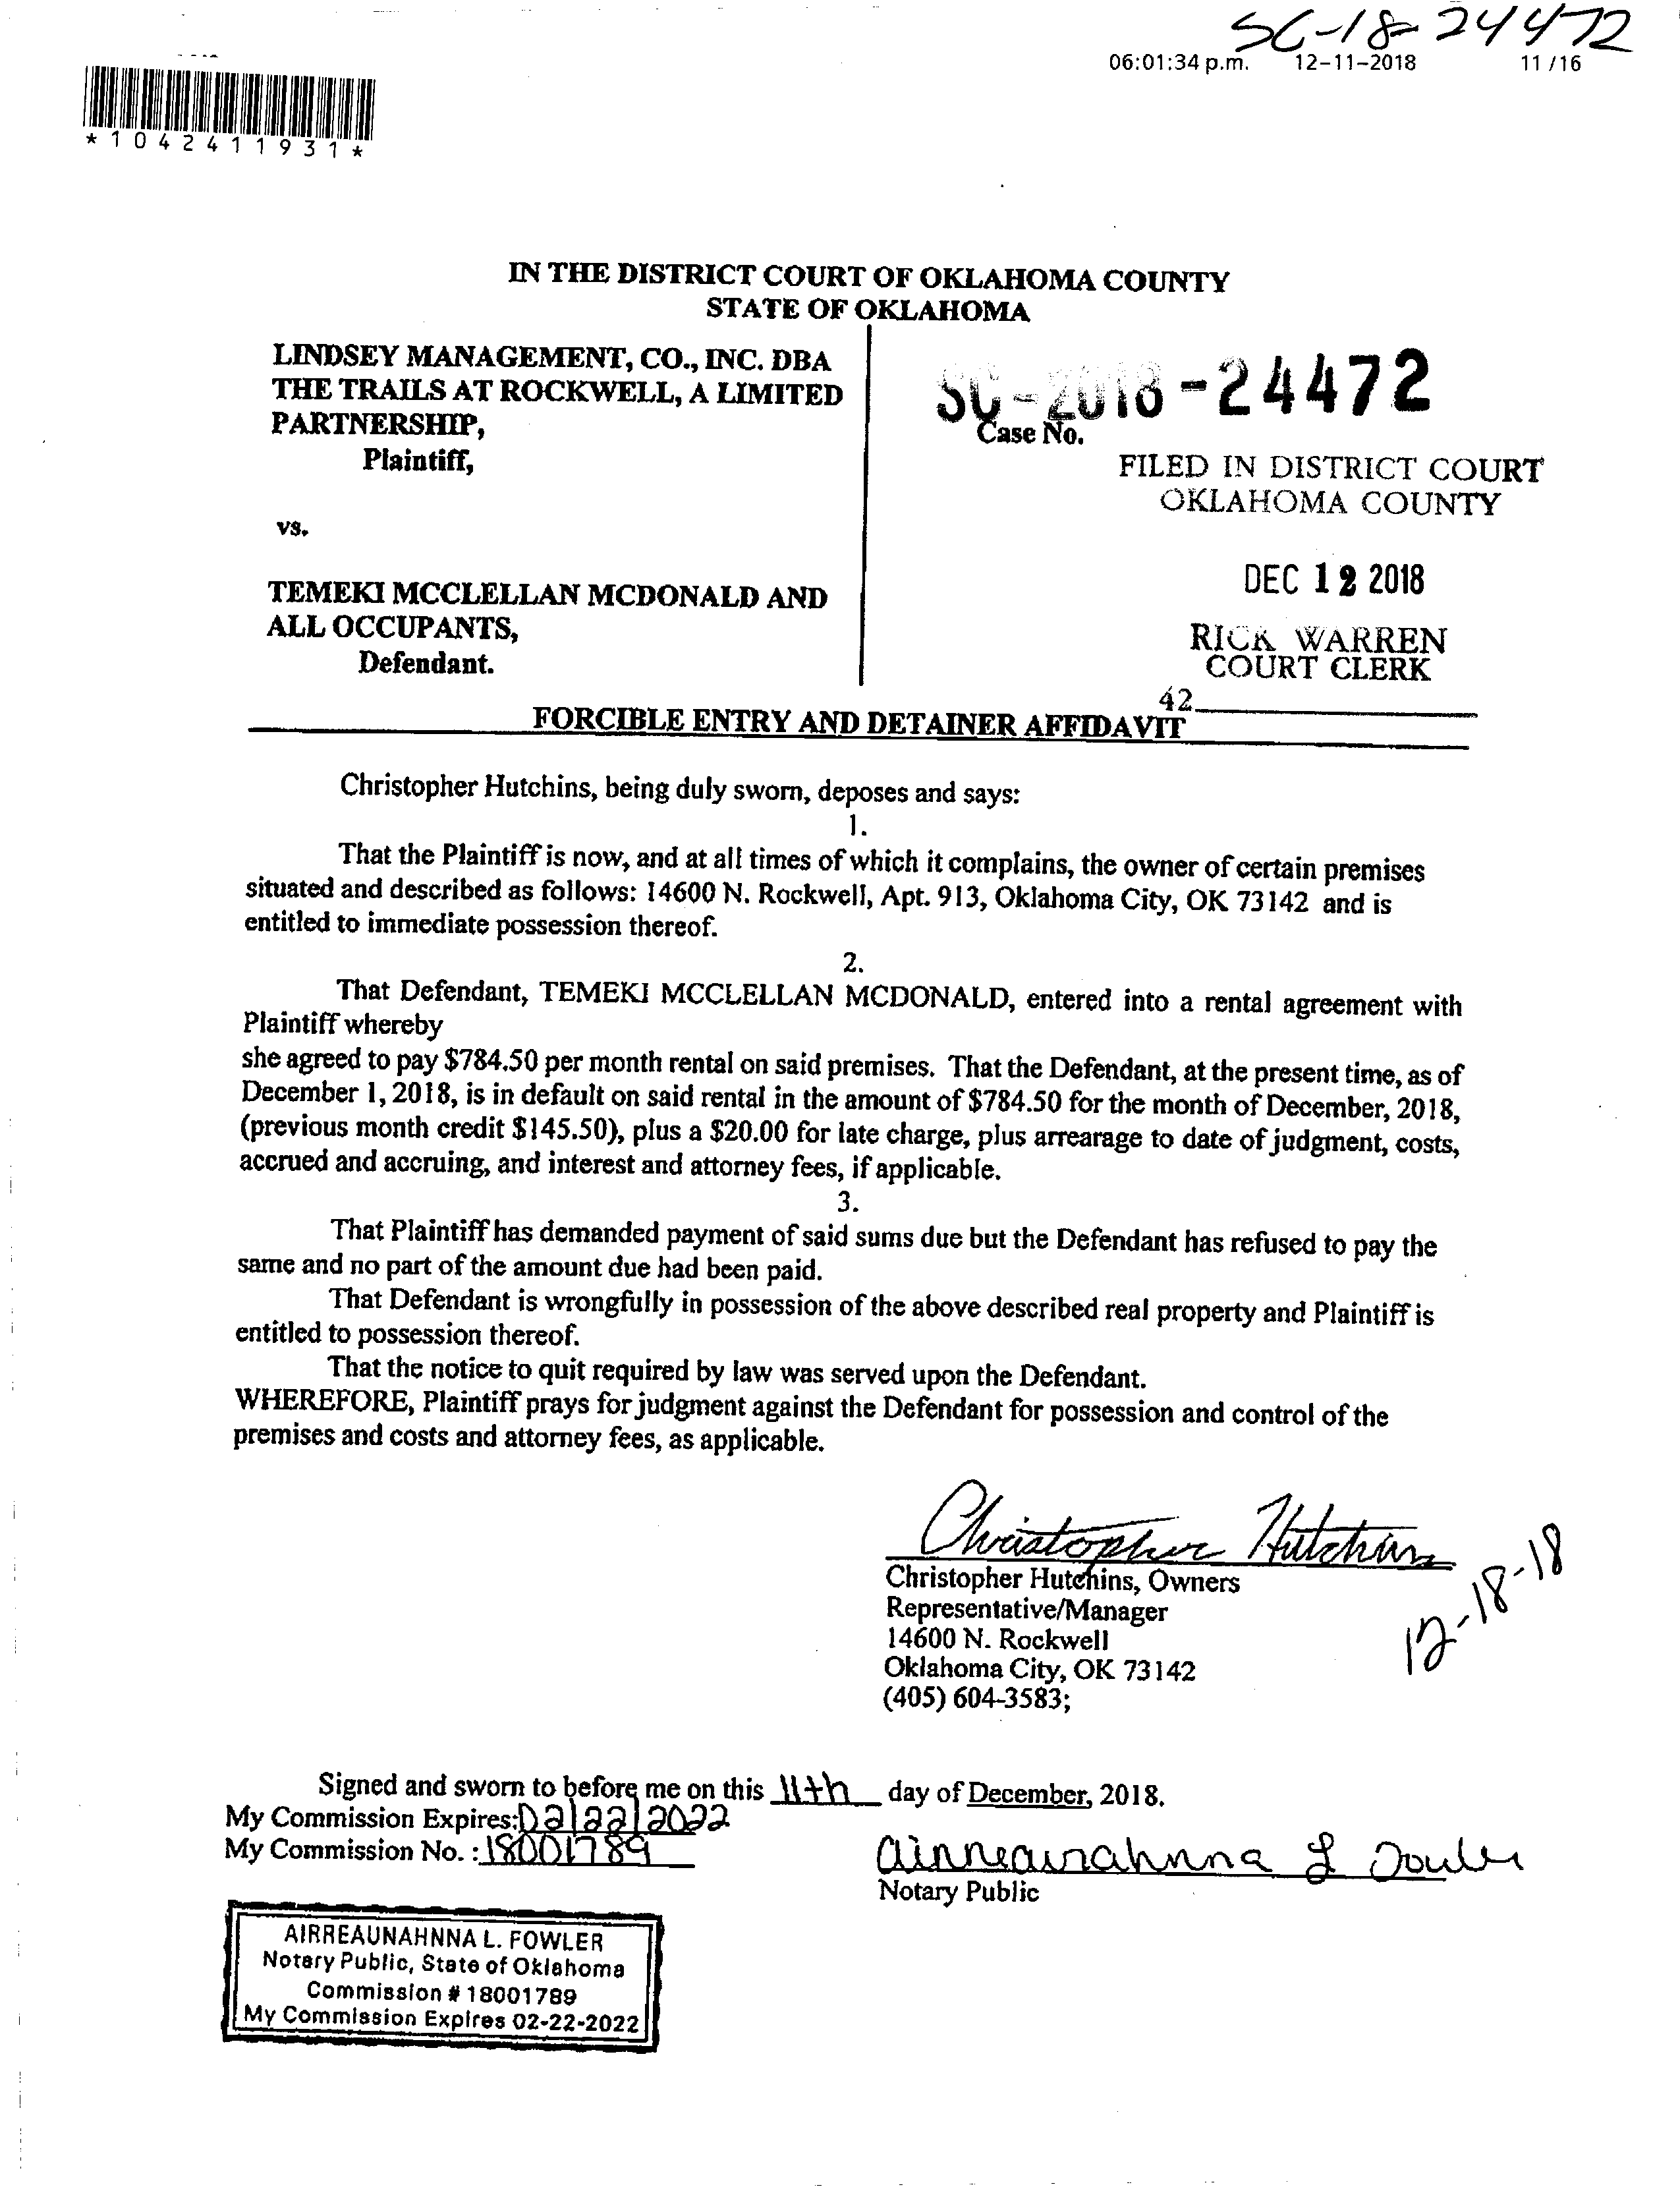 SC-18-24472
06:01:34 p.m. 12-11-2018 11 /16
* 1 0 4 2 4 1 1 9 3 1 *
IN THE DISTRICT COURT OF OKLAHOMA COUNTY
STATE OF OKLAHOMA
LINDSEY MANAGEMENT, CO., INC. DBA
THE TRAILS AT ROCKWELL, A LIMITED
PARTNERSHIP,
Plaintiff,
vs.
TEMEKI MCCLELLAN MCDONALD AND
ALL OCCUPANTS,
Defendant.
SC-2018-24472
Case No.
FILED IN DISTRICT COURT
OKLAHOMA COUNTY
DEC 12 2018
RICK WARREN
COURT CLERK
42
FORCIBLE ENTRY AND DETAINER AFFIDAVIT
Christopher Hutchins, being duly sworn, deposes and says:
1.
That the Plaintiff is now, and at all times of which it complains, the owner of certain premises
situated and described as follows: 14600 N. Rockwell, Apt. 913, Oklahoma City, OK 73142 and is
entitled to immediate possession thereof.
2.
That Defendant, TEMEKI MCCLELLAN MCDONALD, entered into a rental agreement with
Plaintiff whereby
she agreed to pay $784.50 per month rental on said premises. That the Defendant, at the present time, as of
December 1, 2018, is in default on said rental in the amount of $784.50 for the month of December, 2018,
(previous month credit $145.50), plus a $20.00 for late charge, plus arrearage to date of judgment, costs,
accrued and accruing, and interest and attorney fees, if applicable.
3.
That Plaintiff has demanded payment of said sums due but the Defendant has refused to pay the
same and no part of the amount due had been paid.
That Defendant is wrongfully in possession of the above described real property and Plaintiff is
entitled to possession thereof.
That the notice to quit required by law was served upon the Defendant.
WHEREFORE, Plaintiff prays for judgment against the Defendant for possession and control of the
premises and costs and attorney fees, as applicable.
Christopher Hutchins
Christopher Hutchins, Owners
Representative/Manager
14600 N. Rockwell
Oklahoma City, OK 73142
(405) 604-3583;
12-18-18
Signed and sworn to before me on this 11th day of December, 2018.
My Commission Expires: 02/22/2022
My Commission No. : 18001789
Airreaunahnna L Fowler
Notary Public
AIRREAUNAHNNA L. FOWLER
Notary Public, State of Oklahoma
Commission # 18001789
My Commission Expires 02-22-2022